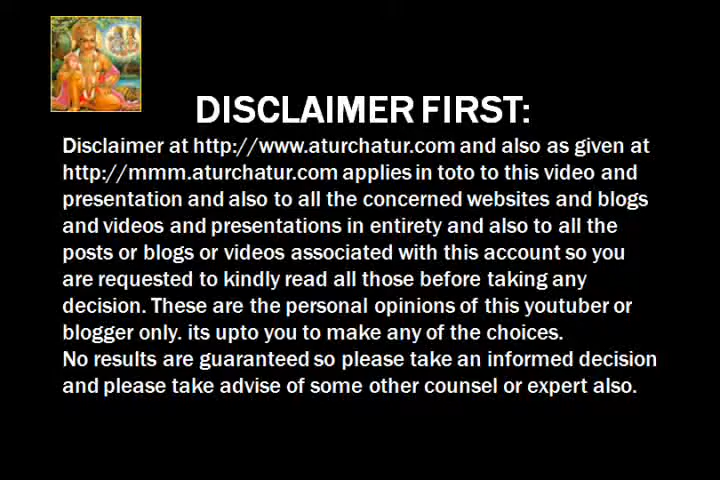 DISCLAIMER FIRST:
Disclaimer at http://www.aturchatur.com and also as given at
http://mmm.aturchatur.com applies in toto to this video and
presentation and also to all the concerned websites and blogs
and videos and presentations in entirety and also to all the
posts or blogs or videos associated with this account so you
are requested to kindly read all those before taking any
decision. These are the personal opinions of this youtuber or
blogger only. its upto you to make any of the choices.
No results are guaranteed so please take an informed decision
and please take advise of some other counsel or expert also.